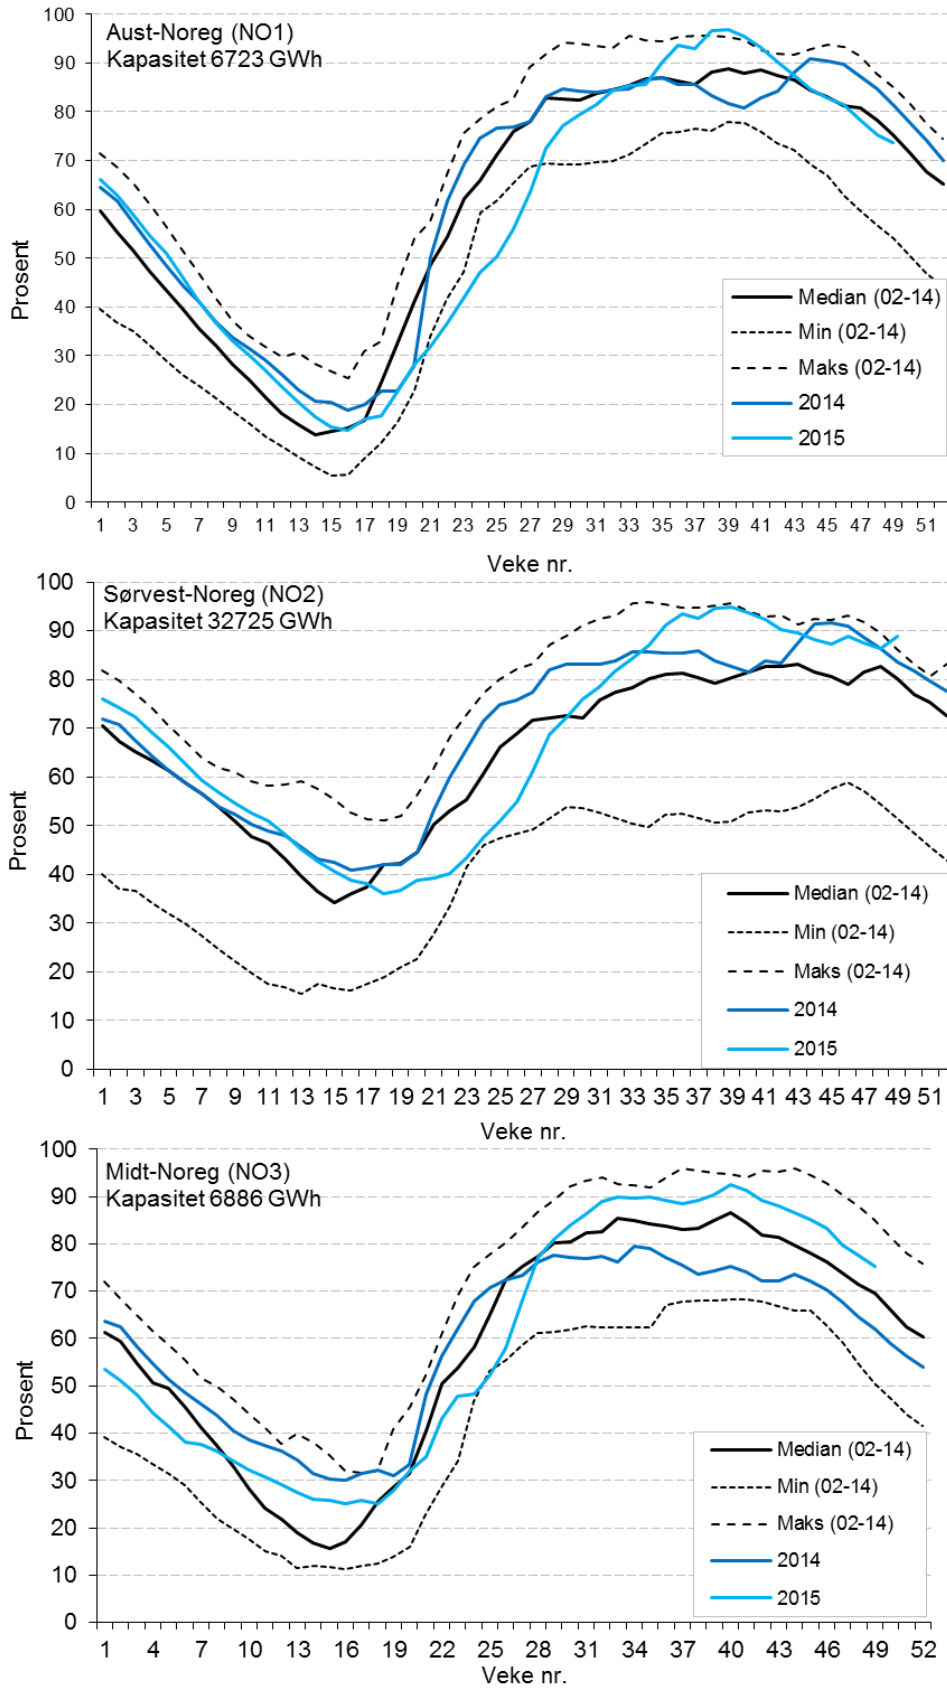 Aust-Noreg (NO1)
Kapasitet 6723 GWh
Prosent
100
90
80
70
60
50
40
30
20
10
0
1 3 5 7 9 11 13 15 17 19 21 23 25 27 29 31 33 35 37 39 41 43 45 47 49 51
Veke nr.
Median (02-14)
Min (02-14)
Maks (02-14)
2014
2015
Sørvest-Noreg (NO2)
Kapasitet 32725 GWh
Prosent
100
90
80
70
60
50
40
30
20
10
0
1 3 5 7 9 11 13 15 17 19 21 23 25 27 29 31 33 35 37 39 41 43 45 47 49 51
Veke nr.
Median (02-14)
Min (02-14)
Maks (02-14)
2014
2015
Midt-Noreg (NO3)
Kapasitet 6886 GWh
Prosent
100
90
80
70
60
50
40
30
20
10
0
1 4 7 10 13 16 19 22 25 28 31 34 37 40 43 46 49 52
Veke nr.
Median (02-14)
Min (02-14)
Maks (02-14)
2014
2015